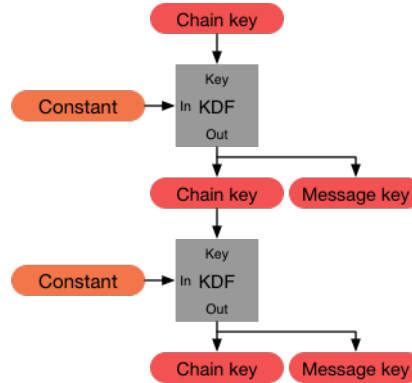 Chain key
Key
Constant
In KDF
Out
Chain key
Message key
Key
Constant
In KDF
Out
Chain key
Message key